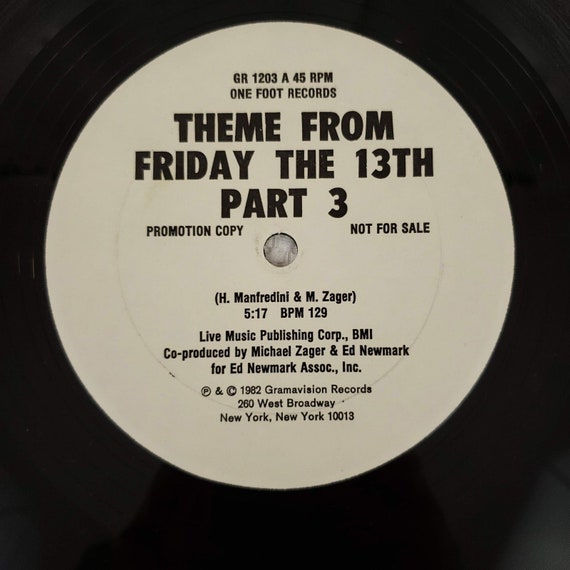 GR 1203 A 45 RPM
ONE FOOT RECORDS
THEME FROM
FRIDAY THE 13TH
PART 3
PROMOTION COPY NOT FOR SALE
(H. Manfredini & M. Zager)
5:17 BPM 129
Live Music Publishing Corp., BMI
Co-produced by Michael Zager & Ed Newmark
for Ed Newmark Assoc., Inc.
℗ & © 1982 Gramavision Records
260 West Broadway
New York, New York 10013